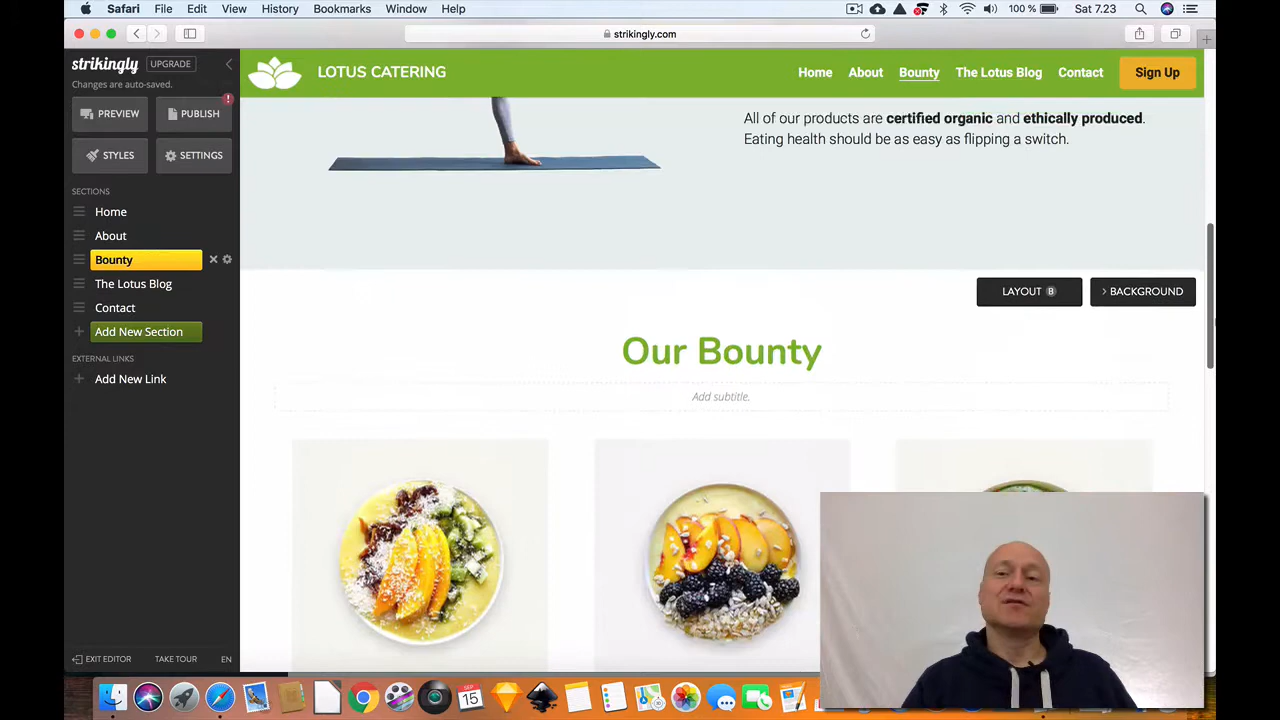 Safari File Edit View History Bookmarks Window Help 100 % Sat 7.23
strikingly.com
strikingly UPGRADE
Changes are auto-saved.
PREVIEW PUBLISH !
STYLES SETTINGS
SECTIONS
Home
About
Bounty
The Lotus Blog
Contact
Add New Section
EXTERNAL LINKS
Add New Link
EXIT EDITOR TAKE TOUR EN
LOTUS CATERING Home About Bounty The Lotus Blog Contact Sign Up
All of our products are certified organic and ethically produced.
Eating health should be as easy as flipping a switch.
LAYOUT B BACKGROUND
Our Bounty
Add subtitle.
SEP
15